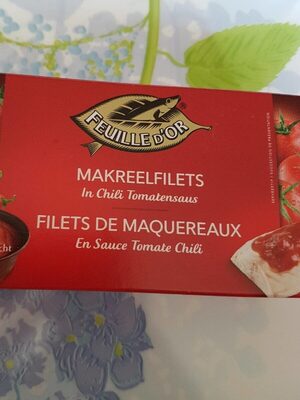 FEUILLE D'OR
MAKREELFILETS
In Chili Tomatensaus
FILETS DE MAQUEREAUX
En Sauce Tomate Chili